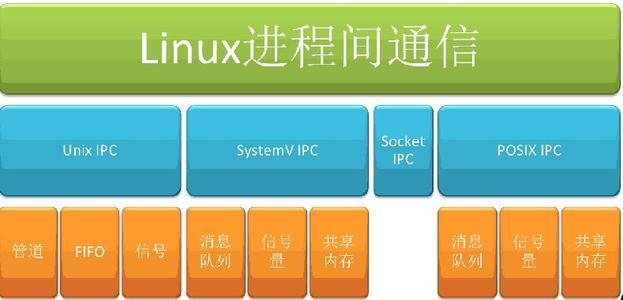 Linux进程间通信
Unix IPC
SystemV IPC
Socket
IPC
POSIX IPC
管道
FIFO
信号
消息
队列
信号
量
共享
内存
消息
队列
信号
量
共享
内存